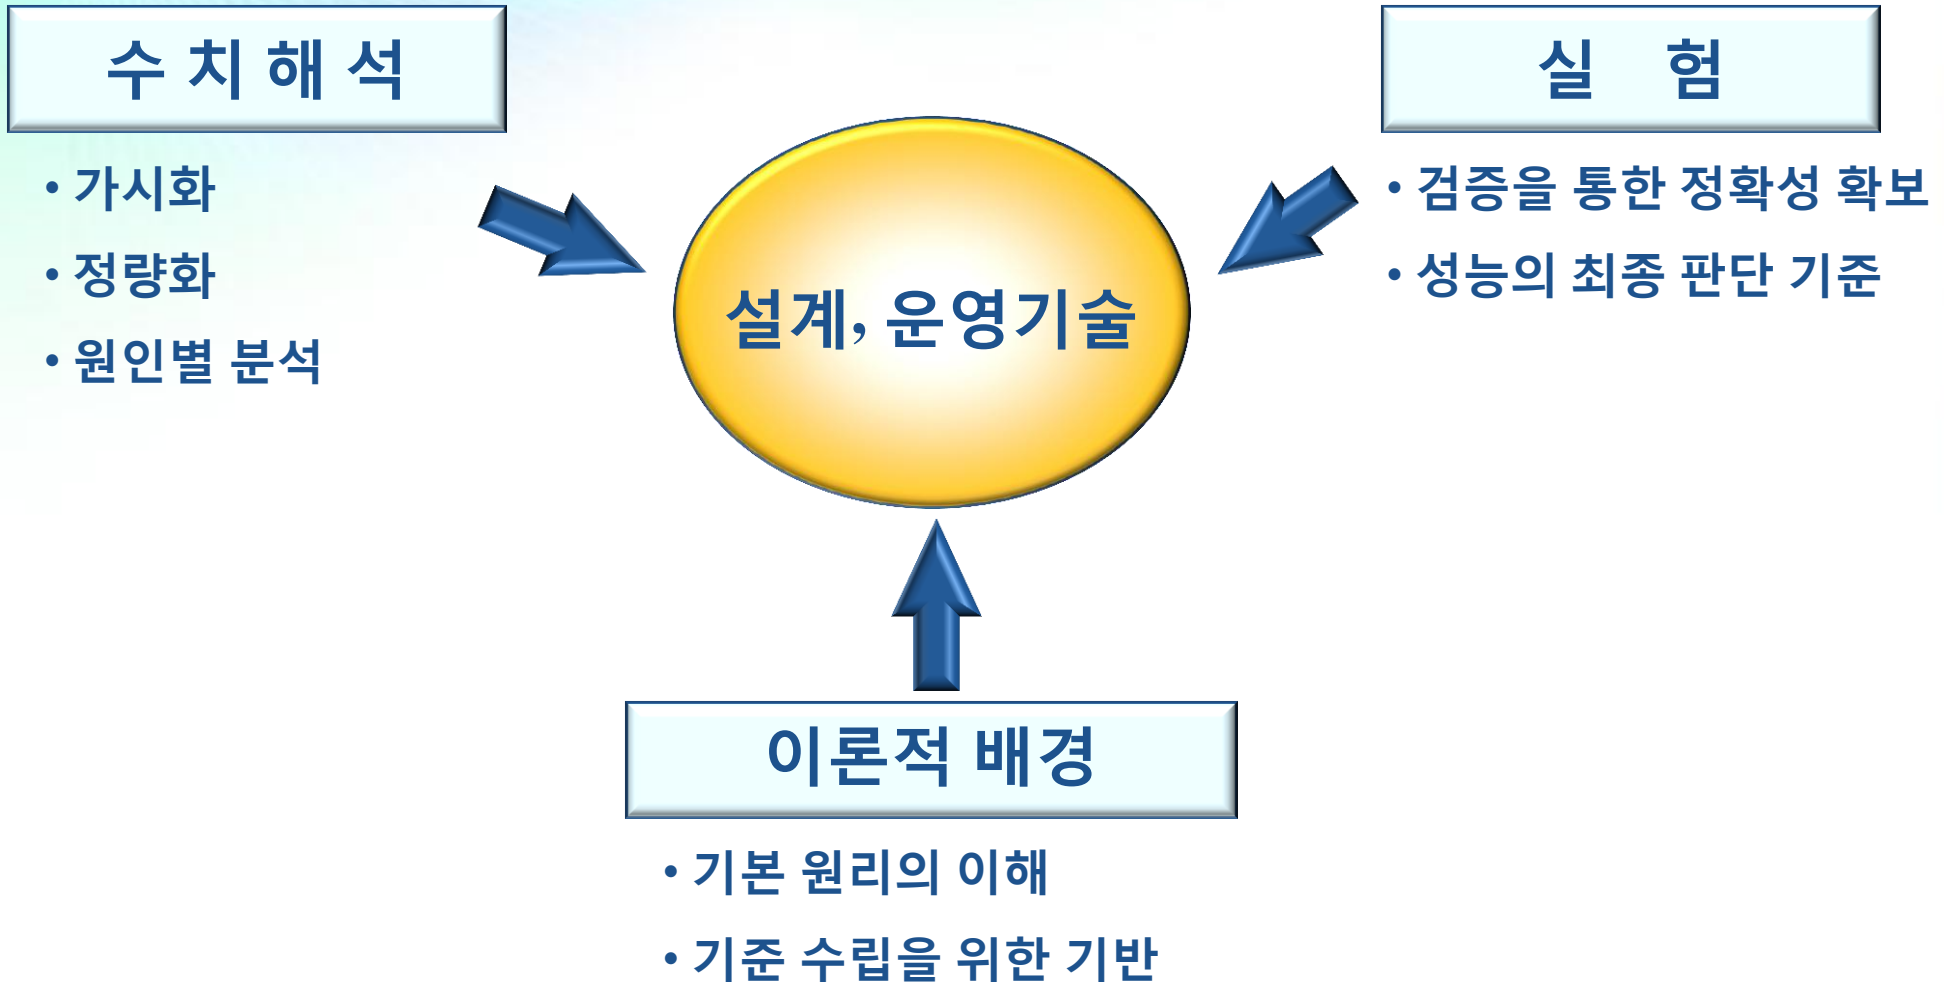 수 치 해 석
• 가시화
• 정량화
• 원인별 분석
실 험
• 검증을 통한 정확성 확보
• 성능의 최종 판단 기준
설계, 운영기술
이론적 배경
• 기본 원리의 이해
• 기준 수립을 위한 기반